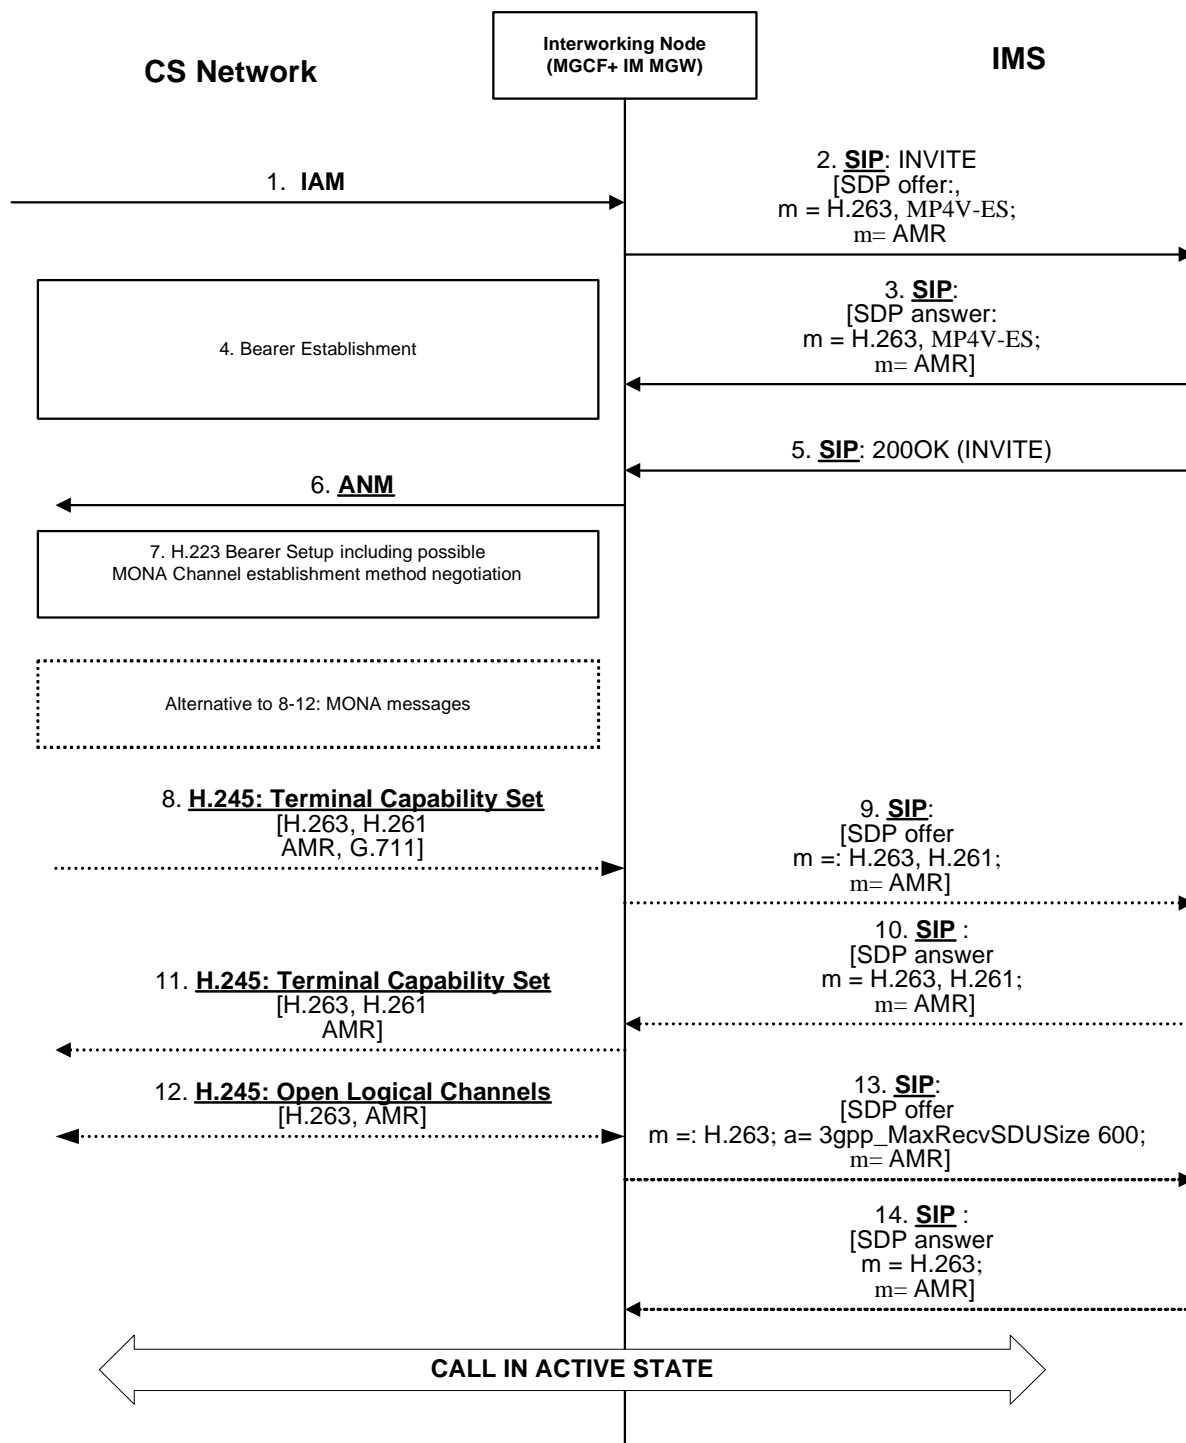 CS Network
Interworking Node
(MGCF+ IM MGW)
IMS
1. IAM
2. SIP: INVITE
[SDP offer:,
m = H.263, MP4V-ES;
m= AMR
3. SIP:
[SDP answer:
m = H.263, MP4V-ES;
m= AMR]
4. Bearer Establishment
5. SIP: 200OK (INVITE)
6. ANM
7. H.223 Bearer Setup including possible
MONA Channel establishment method negotiation
Alternative to 8-12: MONA messages
8. H.245: Terminal Capability Set
[H.263, H.261
AMR, G.711]
9. SIP:
[SDP offer
m =: H.263, H.261;
m= AMR]
10. SIP :
[SDP answer
m = H.263, H.261;
m= AMR]
11. H.245: Terminal Capability Set
[H.263, H.261
AMR]
12. H.245: Open Logical Channels
[H.263, AMR]
13. SIP:
[SDP offer
m =: H.263; a= 3gpp_MaxRecvSDUSize 600;
m= AMR]
14. SIP :
[SDP answer
m = H.263;
m= AMR]
CALL IN ACTIVE STATE